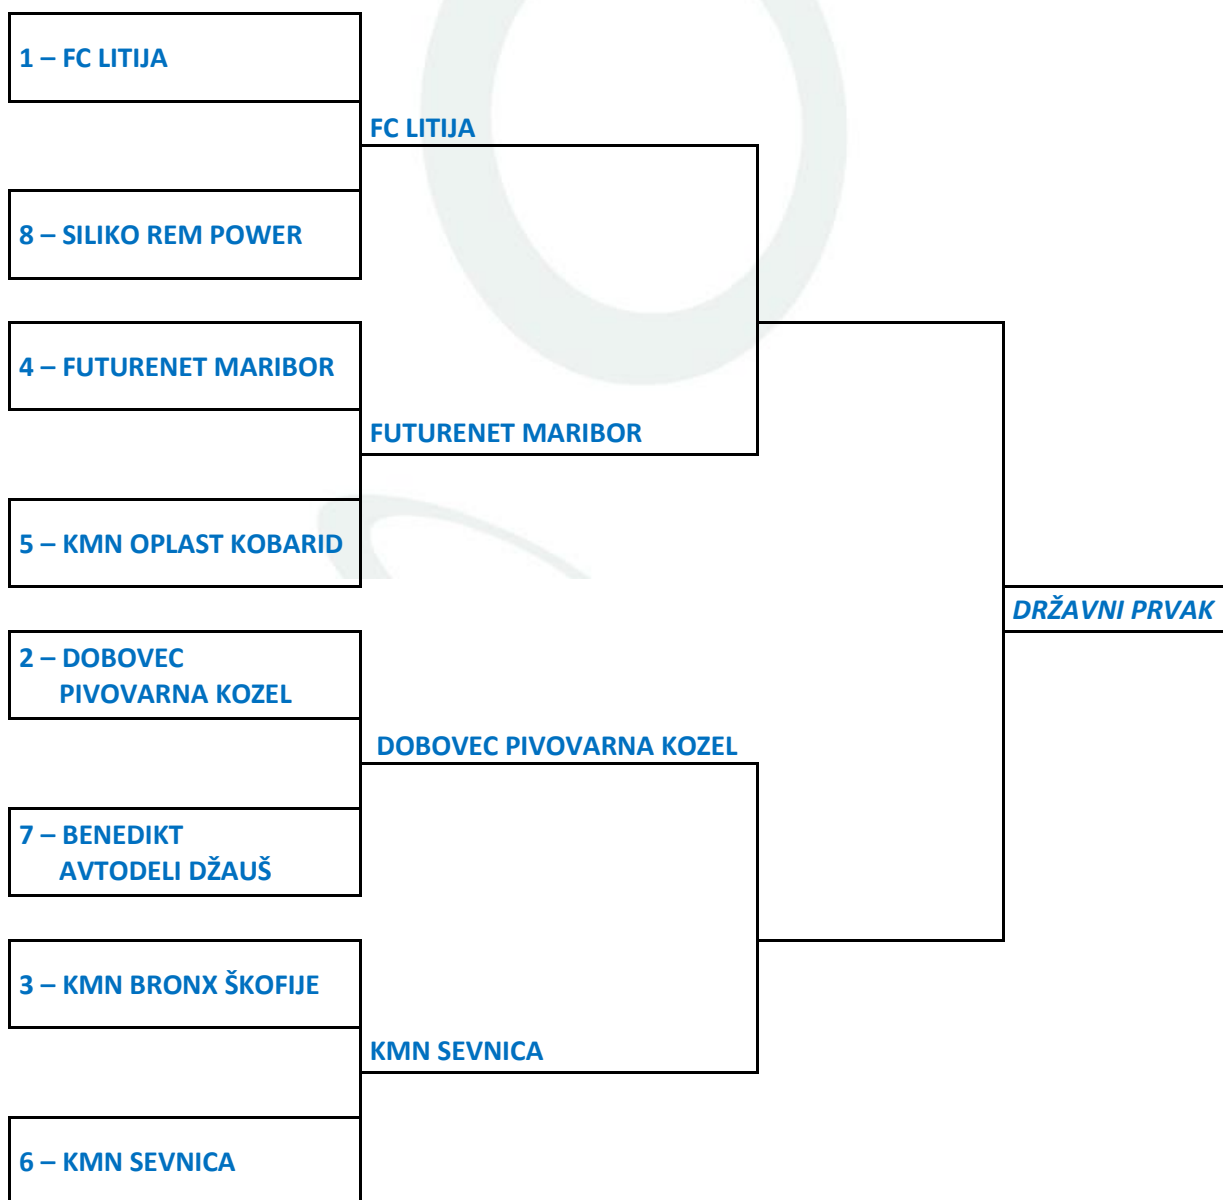 1 – FC LITIJA
FC LITIJA
8 – SILIKO REM POWER
4 – FUTURENET MARIBOR
FUTURENET MARIBOR
5 – KMN OPLAST KOBARID
DRŽAVNI PRVAK
2 – DOBOVEC
PIVOVARNA KOZEL
DOBOVEC PIVOVARNA KOZEL
7 – BENEDIKT
AVTODELI DŽAUŠ
3 – KMN BRONX ŠKOFIJE
KMN SEVNICA
6 – KMN SEVNICA